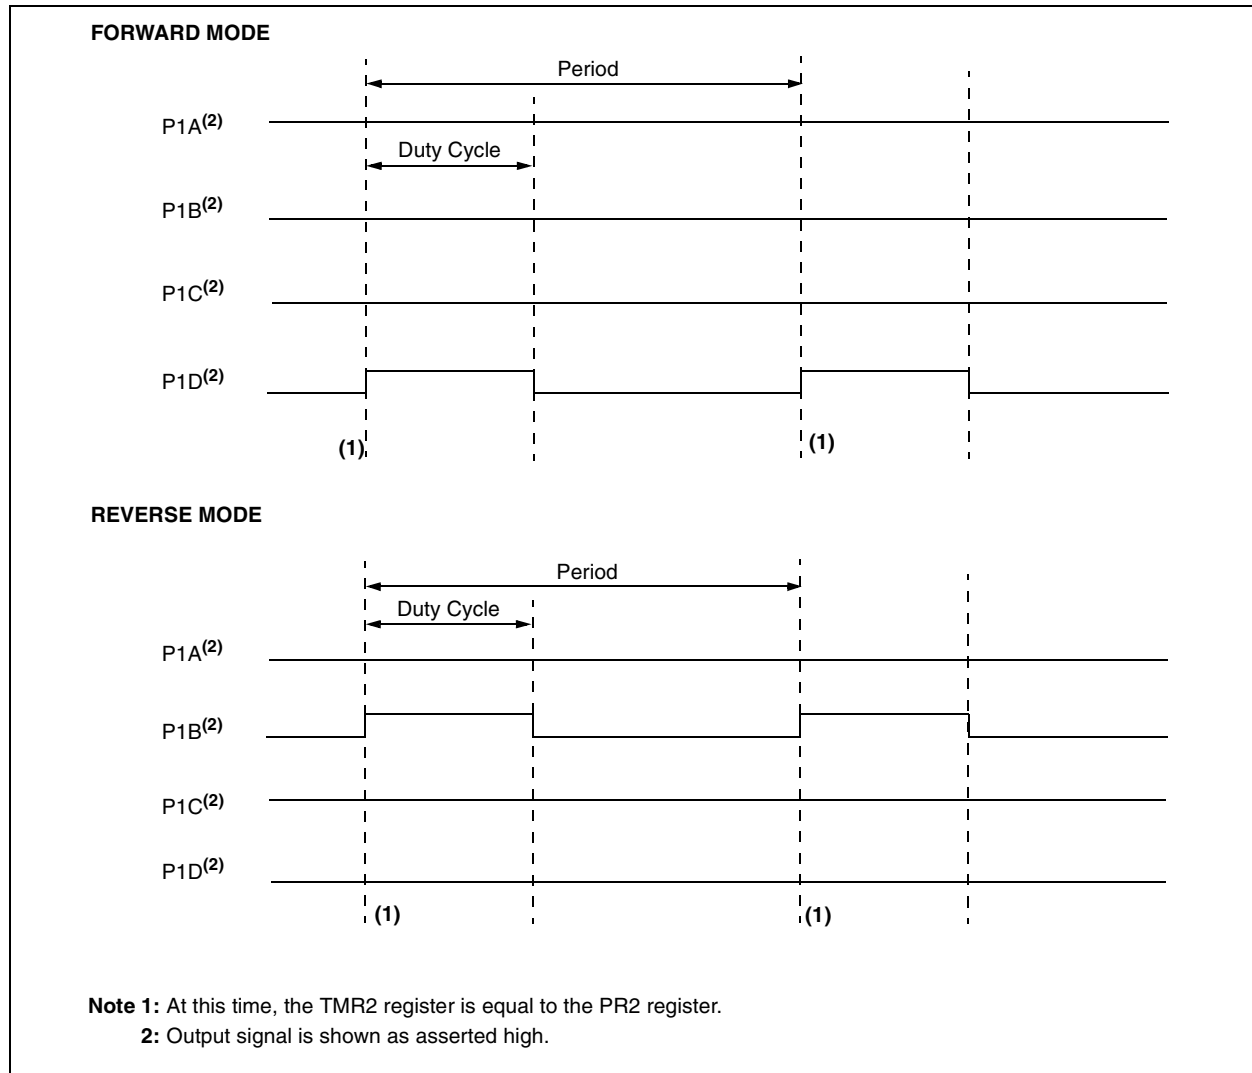 FORWARD MODE
Period
P1A(2)
Duty Cycle
P1B(2)
P1C(2)
P1D(2)
(1)
(1)
REVERSE MODE
Period
Duty Cycle
P1A(2)
P1B(2)
P1C(2)
P1D(2)
(1)
(1)
Note 1: At this time, the TMR2 register is equal to the PR2 register.
2: Output signal is shown as asserted high.